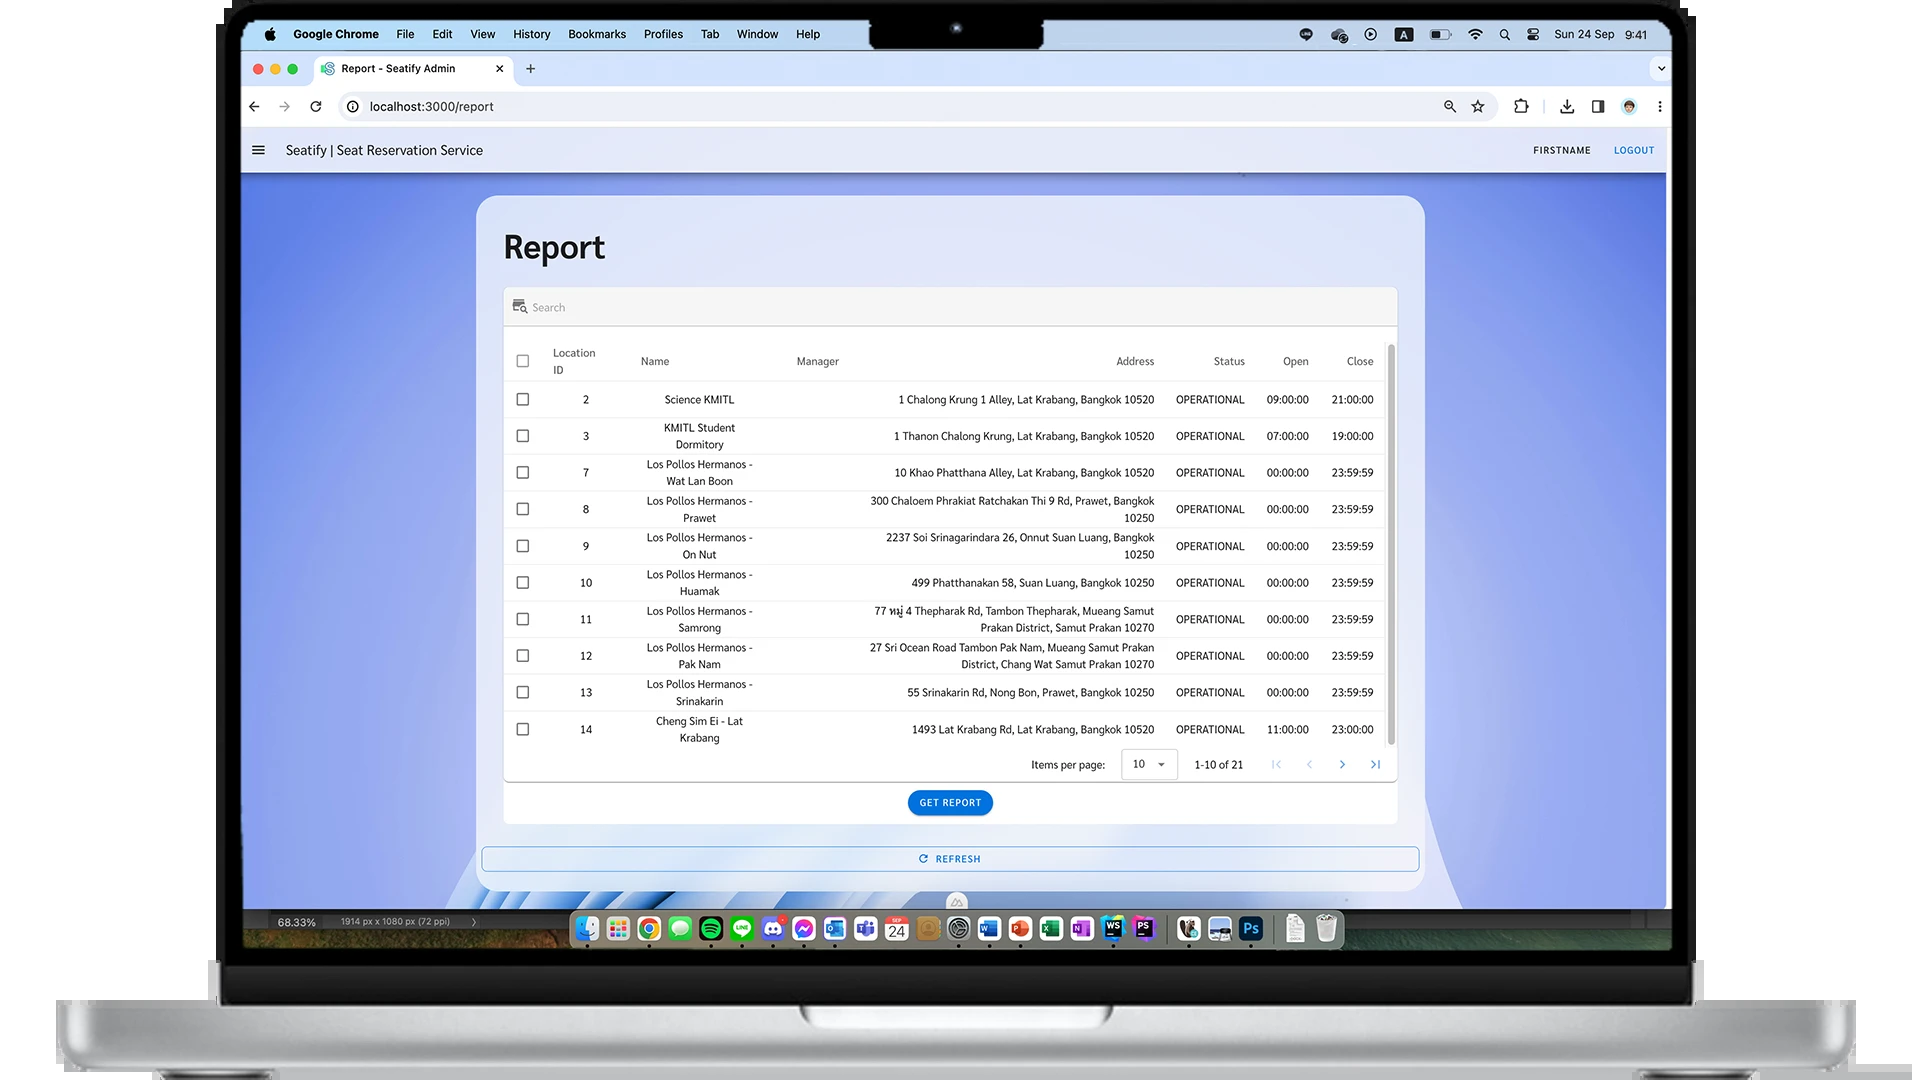 Google Chrome File Edit View History Bookmarks Profiles Tab Window Help A Sun 24 Sep 9:41
Report - Seatify Admin
localhost:3000/report
Seatify | Seat Reservation Service FIRSTNAME LOGOUT
Report
Search
Location ID Name Manager Address Status Open Close
2 Science KMITL 1 Chalong Krung 1 Alley, Lat Krabang, Bangkok 10520 OPERATIONAL 09:00:00 21:00:00
3 KMITL Student Dormitory 1 Thanon Chalong Krung, Lat Krabang, Bangkok 10520 OPERATIONAL 07:00:00 19:00:00
7 Los Pollos Hermanos - Wat Lan Boon 10 Khao Phatthana Alley, Lat Krabang, Bangkok 10520 OPERATIONAL 00:00:00 23:59:59
8 Los Pollos Hermanos - Prawet 300 Chaloem Phrakiat Ratchakan Thi 9 Rd, Prawet, Bangkok 10250 OPERATIONAL 00:00:00 23:59:59
9 Los Pollos Hermanos - On Nut 2237 Soi Srinagarindara 26, Onnut Suan Luang, Bangkok 10250 OPERATIONAL 00:00:00 23:59:59
10 Los Pollos Hermanos - Huamak 499 Phatthanakan 58, Suan Luang, Bangkok 10250 OPERATIONAL 00:00:00 23:59:59
11 Los Pollos Hermanos - Samrong 77 หมู่ 4 Thepharak Rd, Tambon Thepharak, Mueang Samut Prakan District, Samut Prakan 10270 OPERATIONAL 00:00:00 23:59:59
12 Los Pollos Hermanos - Pak Nam 27 Sri Ocean Road Tambon Pak Nam, Mueang Samut Prakan District, Chang Wat Samut Prakan 10270 OPERATIONAL 00:00:00 23:59:59
13 Los Pollos Hermanos - Srinakarin 55 Srinakarin Rd, Nong Bon, Prawet, Bangkok 10250 OPERATIONAL 00:00:00 23:59:59
14 Cheng Sim Ei - Lat Krabang 1493 Lat Krabang Rd, Lat Krabang, Bangkok 10520 OPERATIONAL 11:00:00 23:00:00
Items per page: 10 1-10 of 21
GET REPORT
REFRESH
68.33% 1914 px x 1080 px (72 ppi)
LINE SEP 24 W P X N WS PS Ps